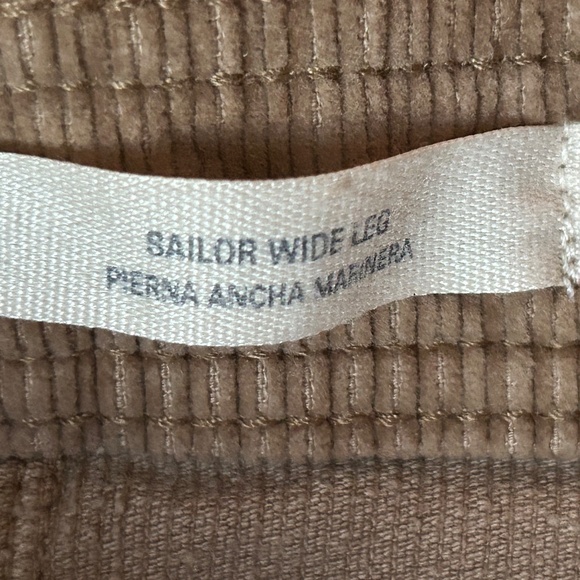 SAILOR WIDE LEG
PIERNA ANCHA MARINERA